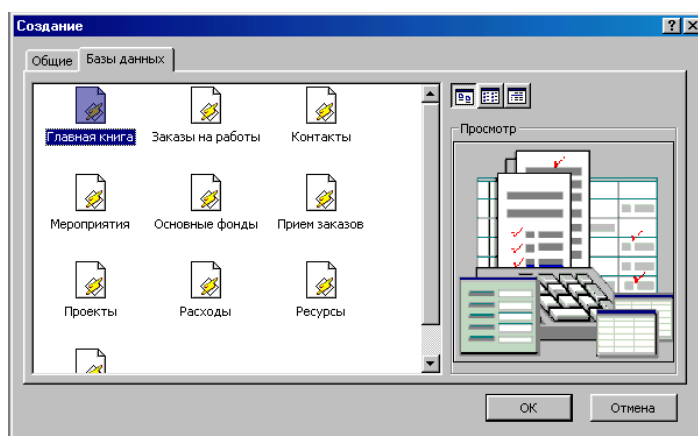 Создание
Общие
Базы данных
Главная книга
Заказы на работы
Контакты
Просмотр
Мероприятия
Основные фонды
Прием заказов
Проекты
Расходы
Ресурсы
OK
Отмена